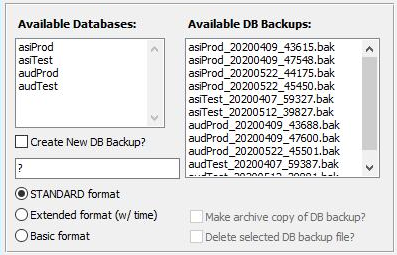 Available Databases:
asiProd
asiTest
audProd
audTest
Create New DB Backup?
?
STANDARD format
Extended format (w/ time)
Basic format
Available DB Backups:
asiProd_20200409_43615.bak
asiProd_20200409_47548.bak
asiProd_20200522_44175.bak
asiProd_20200522_45450.bak
asiTest_20200407_59327.bak
asiTest_20200512_39827.bak
audProd_20200409_43688.bak
audProd_20200409_47600.bak
audProd_20200522_45501.bak
audTest_20200407_59387.bak
Make archive copy of DB backup?
Delete selected DB backup file?